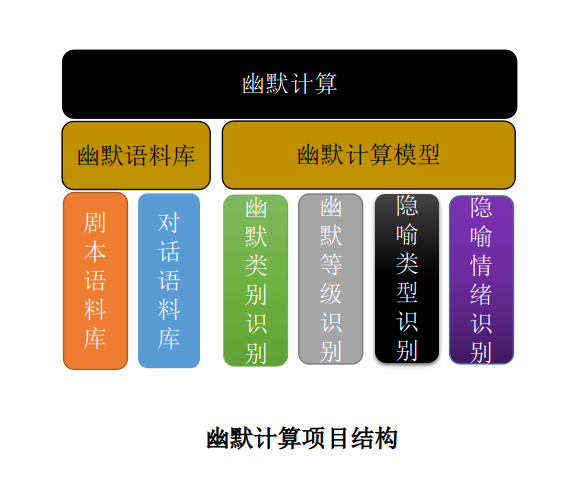 幽默计算
幽默语料库
幽默计算模型
剧本语料库
对话语料库
幽默类别识别
幽默等级识别
隐喻类型识别
隐喻情绪识别
幽默计算项目结构